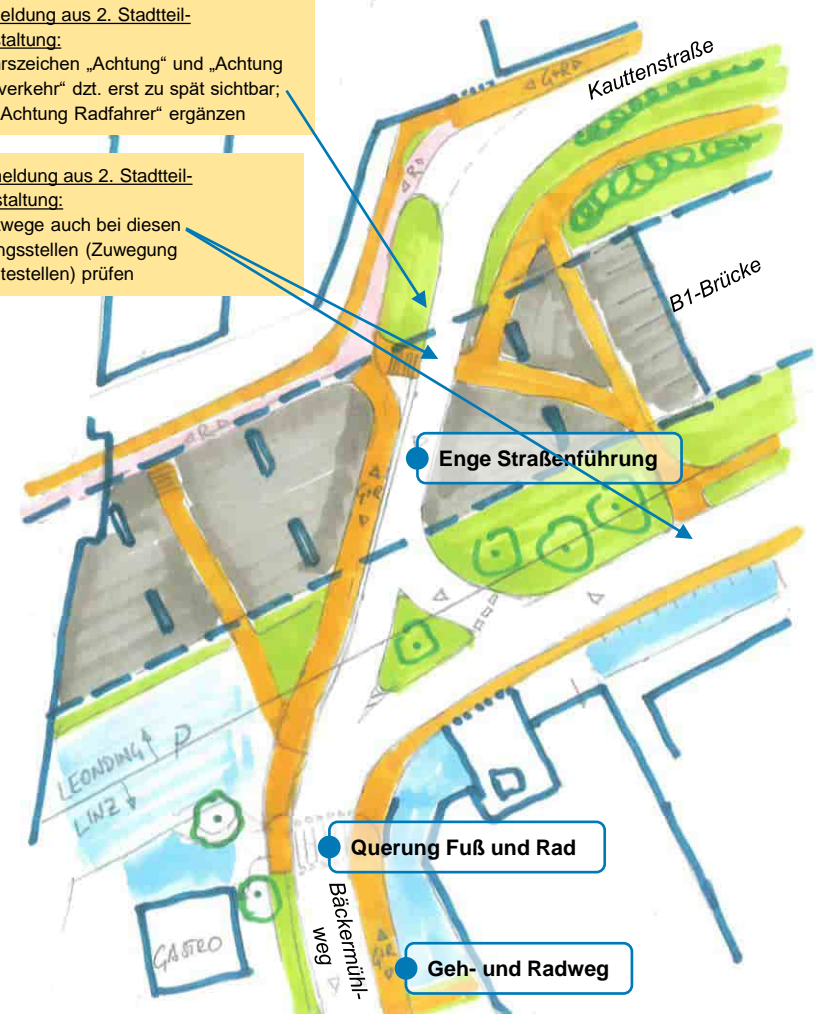 eldung aus 2. Stadtteil-
staltung:
rszeichen „Achtung" und „Achtung
verkehr" dzt. erst zu spät sichtbar;
Achtung Radfahrer" ergänzen
eldung aus 2. Stadtteil-
staltung:
wege auch bei diesen
ngsstellen (Zuwegung
testellen) prüfen
G+R
Kauttenstraße
R
B1-Brücke
R
Enge Straßenführung
G+R
LEONDING
P
LINZ
Querung Fuß und Rad
Bäckermühl-
weg
GASTRO
G+R
Geh- und Radweg